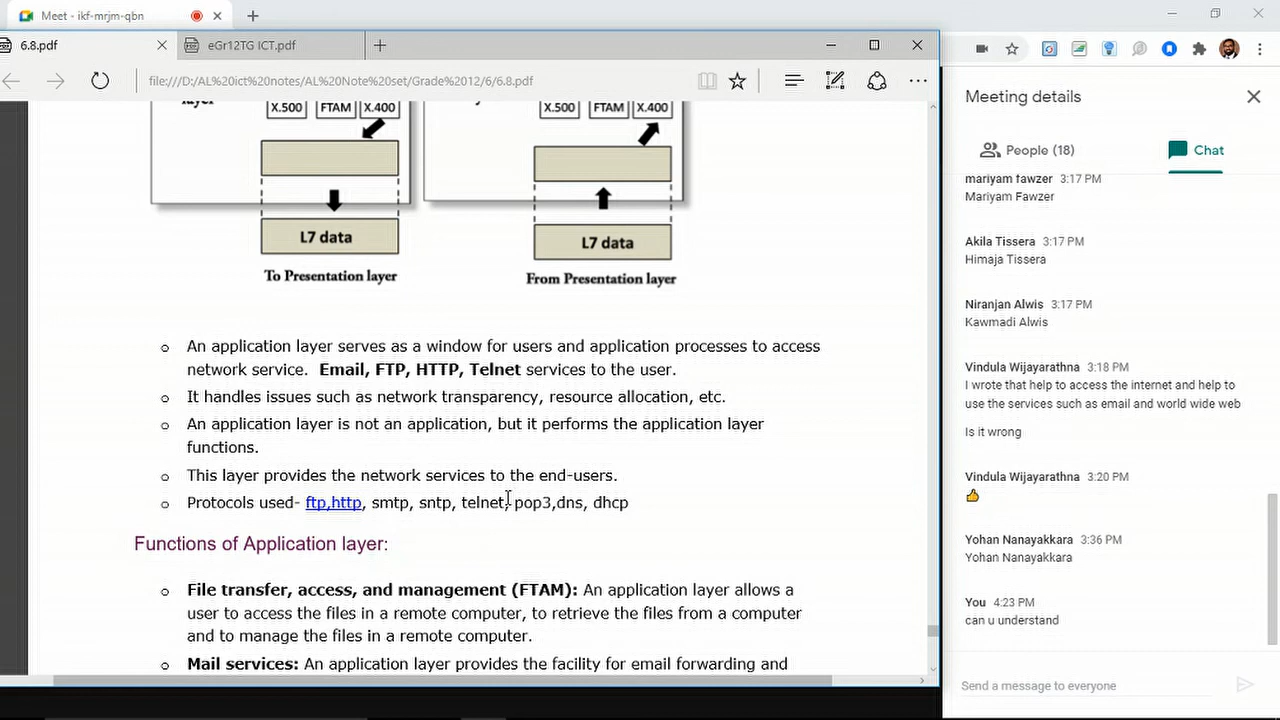 Meet - ikf-mrjm-qbn
6.8.pdf
eGr12TG ICT.pdf
file:///D:/AL%20ict%20notes/AL%20Note%20set/Grade%2012/6/6.8.pdf
layer
X.500 FTAM X.400
X.500 FTAM X.400
L7 data
L7 data
To Presentation layer
From Presentation layer
An application layer serves as a window for users and application processes to access
network service. Email, FTP, HTTP, Telnet services to the user.
It handles issues such as network transparency, resource allocation, etc.
An application layer is not an application, but it performs the application layer
functions.
This layer provides the network services to the end-users.
Protocols used- ftp,http, smtp, sntp, telnet, pop3,dns, dhcp
Functions of Application layer:
File transfer, access, and management (FTAM): An application layer allows a
user to access the files in a remote computer, to retrieve the files from a computer
and to manage the files in a remote computer.
Mail services: An application layer provides the facility for email forwarding and
Meeting details
People (18)
Chat
mariyam fawzer 3:17 PM
Mariyam Fawzer
Akila Tissera 3:17 PM
Himaja Tissera
Niranjan Alwis 3:17 PM
Kawmadi Alwis
Vindula Wijayarathna 3:18 PM
I wrote that help to access the internet and help to
use the services such as email and world wide web
Is it wrong
Vindula Wijayarathna 3:20 PM
👍
Yohan Nanayakkara 3:36 PM
Yohan Nanayakkara
You 4:23 PM
can u understand
Send a message to everyone